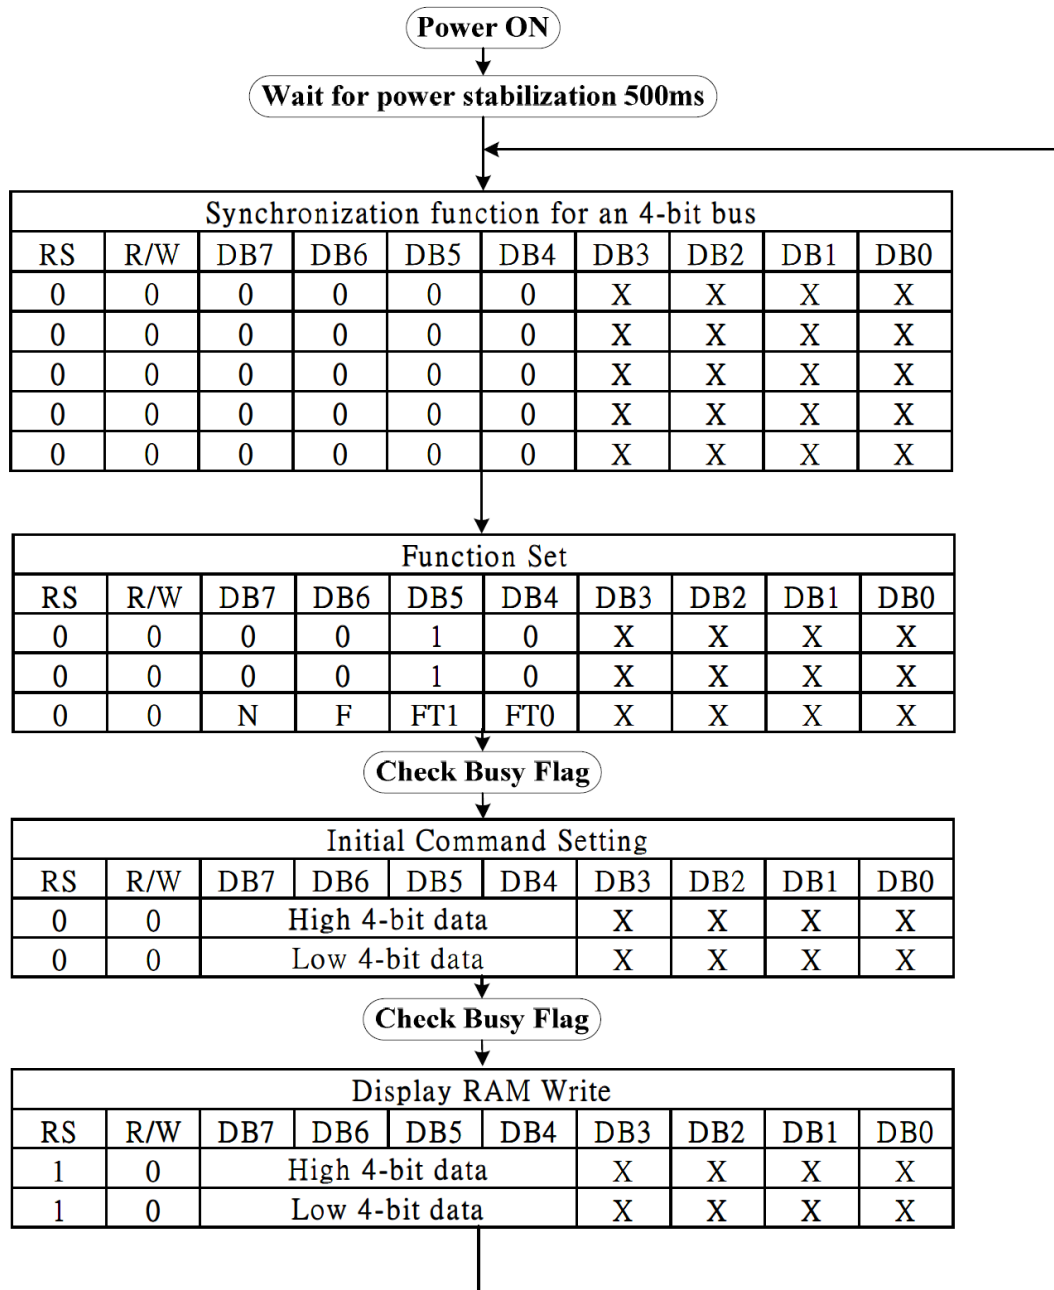 Power ON
Wait for power stabilization 500ms
Synchronization function for an 4-bit bus
RS R/W DB7 DB6 DB5 DB4 DB3 DB2 DB1 DB0
0 0 0 0 0 0 X X X X
0 0 0 0 0 0 X X X X
0 0 0 0 0 0 X X X X
0 0 0 0 0 0 X X X X
0 0 0 0 0 0 X X X X
Function Set
RS R/W DB7 DB6 DB5 DB4 DB3 DB2 DB1 DB0
0 0 0 0 1 0 X X X X
0 0 0 0 1 0 X X X X
0 0 N F FT1 FT0 X X X X
Check Busy Flag
Initial Command Setting
RS R/W DB7 DB6 DB5 DB4 DB3 DB2 DB1 DB0
0 0 High 4-bit data X X X X
0 0 Low 4-bit data X X X X
Check Busy Flag
Display RAM Write
RS R/W DB7 DB6 DB5 DB4 DB3 DB2 DB1 DB0
1 0 High 4-bit data X X X X
1 0 Low 4-bit data X X X X